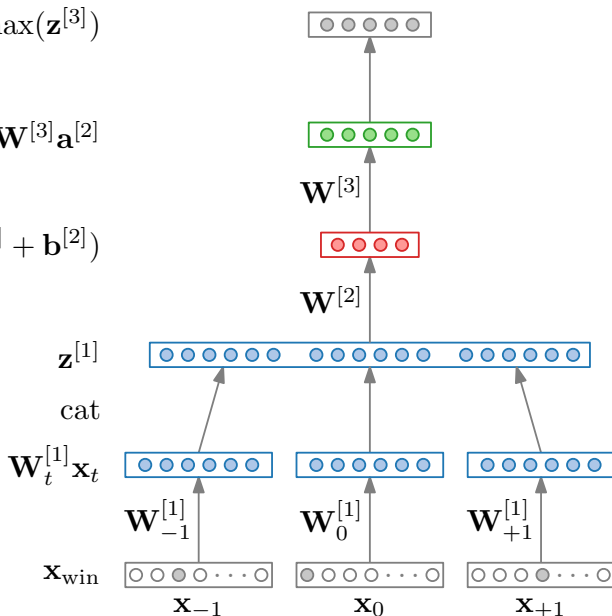 max(𝐳^[3])
𝐖^[3]𝐚^[2]
𝐖^[3]
] + 𝐛^[2])
𝐖^[2]
𝐳^[1]
cat
𝐖_t^[1]𝐱_t
𝐖_{−1}^[1] 𝐖_0^[1] 𝐖_{+1}^[1]
𝐱_win ··· ··· ···
𝐱_{−1} 𝐱_0 𝐱_{+1}